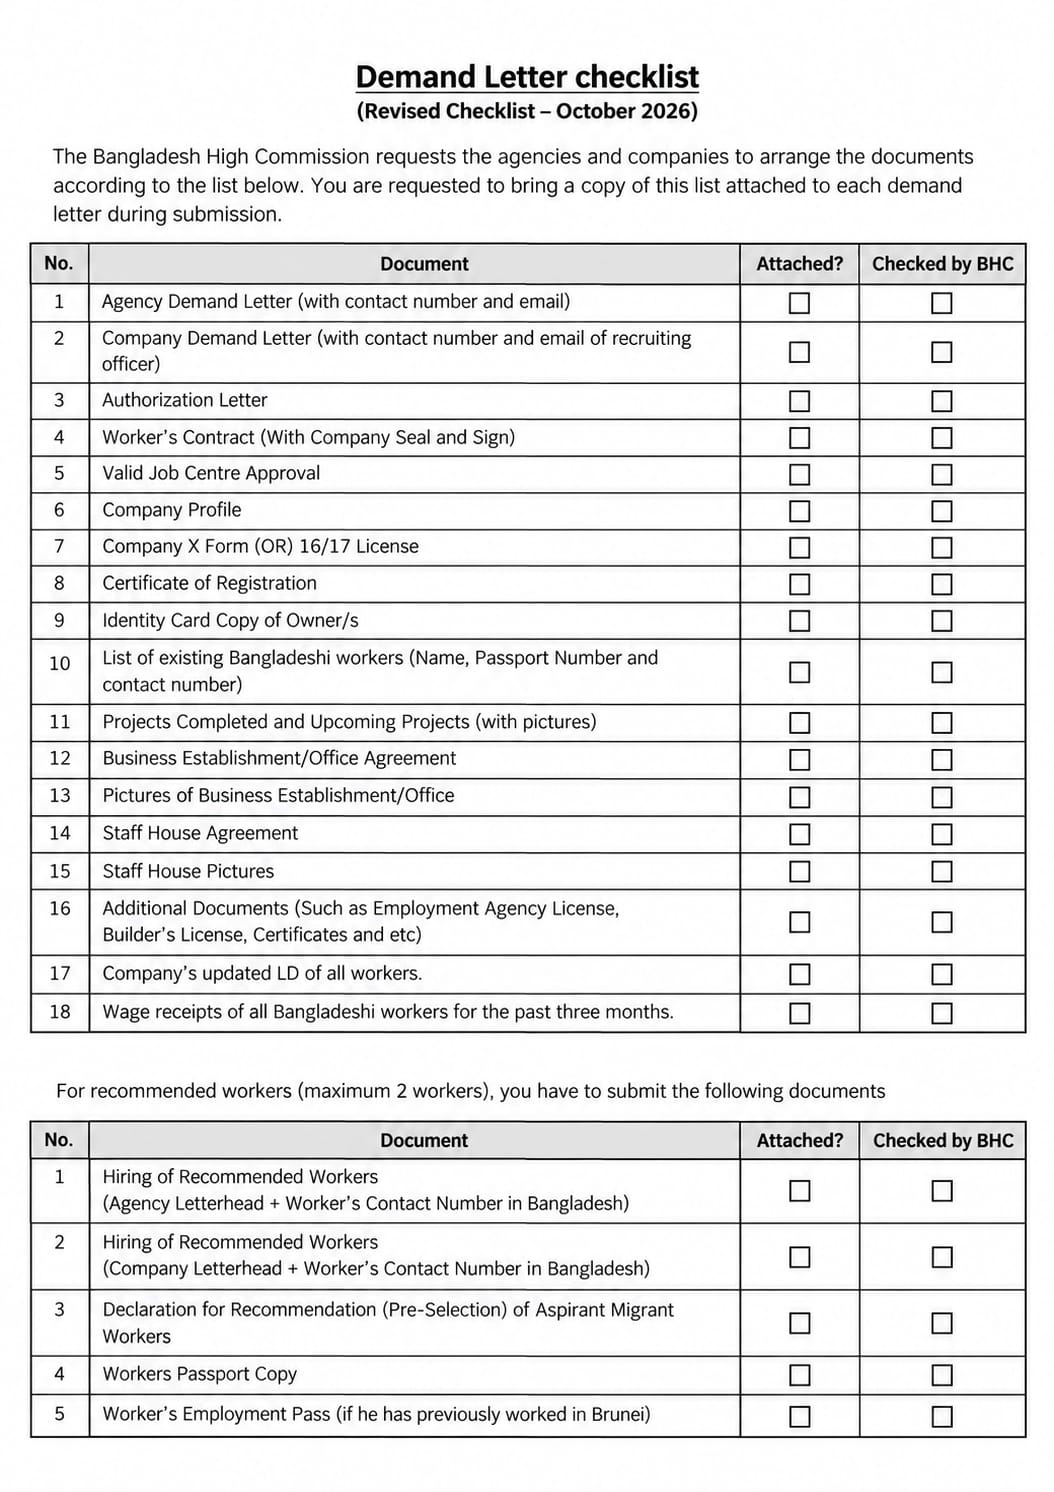 Demand Letter checklist
(Revised Checklist – October 2026)
The Bangladesh High Commission requests the agencies and companies to arrange the documents
according to the list below. You are requested to bring a copy of this list attached to each demand
letter during submission.
No. Document Attached? Checked by BHC
1 Agency Demand Letter (with contact number and email) ☐ ☐
2 Company Demand Letter (with contact number and email of recruiting
officer) ☐ ☐
3 Authorization Letter ☐ ☐
4 Worker's Contract (With Company Seal and Sign) ☐ ☐
5 Valid Job Centre Approval ☐ ☐
6 Company Profile ☐ ☐
7 Company X Form (OR) 16/17 License ☐ ☐
8 Certificate of Registration ☐ ☐
9 Identity Card Copy of Owner/s ☐ ☐
10 List of existing Bangladeshi workers (Name, Passport Number and
contact number) ☐ ☐
11 Projects Completed and Upcoming Projects (with pictures) ☐ ☐
12 Business Establishment/Office Agreement ☐ ☐
13 Pictures of Business Establishment/Office ☐ ☐
14 Staff House Agreement ☐ ☐
15 Staff House Pictures ☐ ☐
16 Additional Documents (Such as Employment Agency License,
Builder's License, Certificates and etc) ☐ ☐
17 Company's updated LD of all workers. ☐ ☐
18 Wage receipts of all Bangladeshi workers for the past three months. ☐ ☐
For recommended workers (maximum 2 workers), you have to submit the following documents
No. Document Attached? Checked by BHC
1 Hiring of Recommended Workers
(Agency Letterhead + Worker's Contact Number in Bangladesh) ☐ ☐
2 Hiring of Recommended Workers
(Company Letterhead + Worker's Contact Number in Bangladesh) ☐ ☐
3 Declaration for Recommendation (Pre-Selection) of Aspirant Migrant
Workers ☐ ☐
4 Workers Passport Copy ☐ ☐
5 Worker's Employment Pass (if he has previously worked in Brunei) ☐ ☐